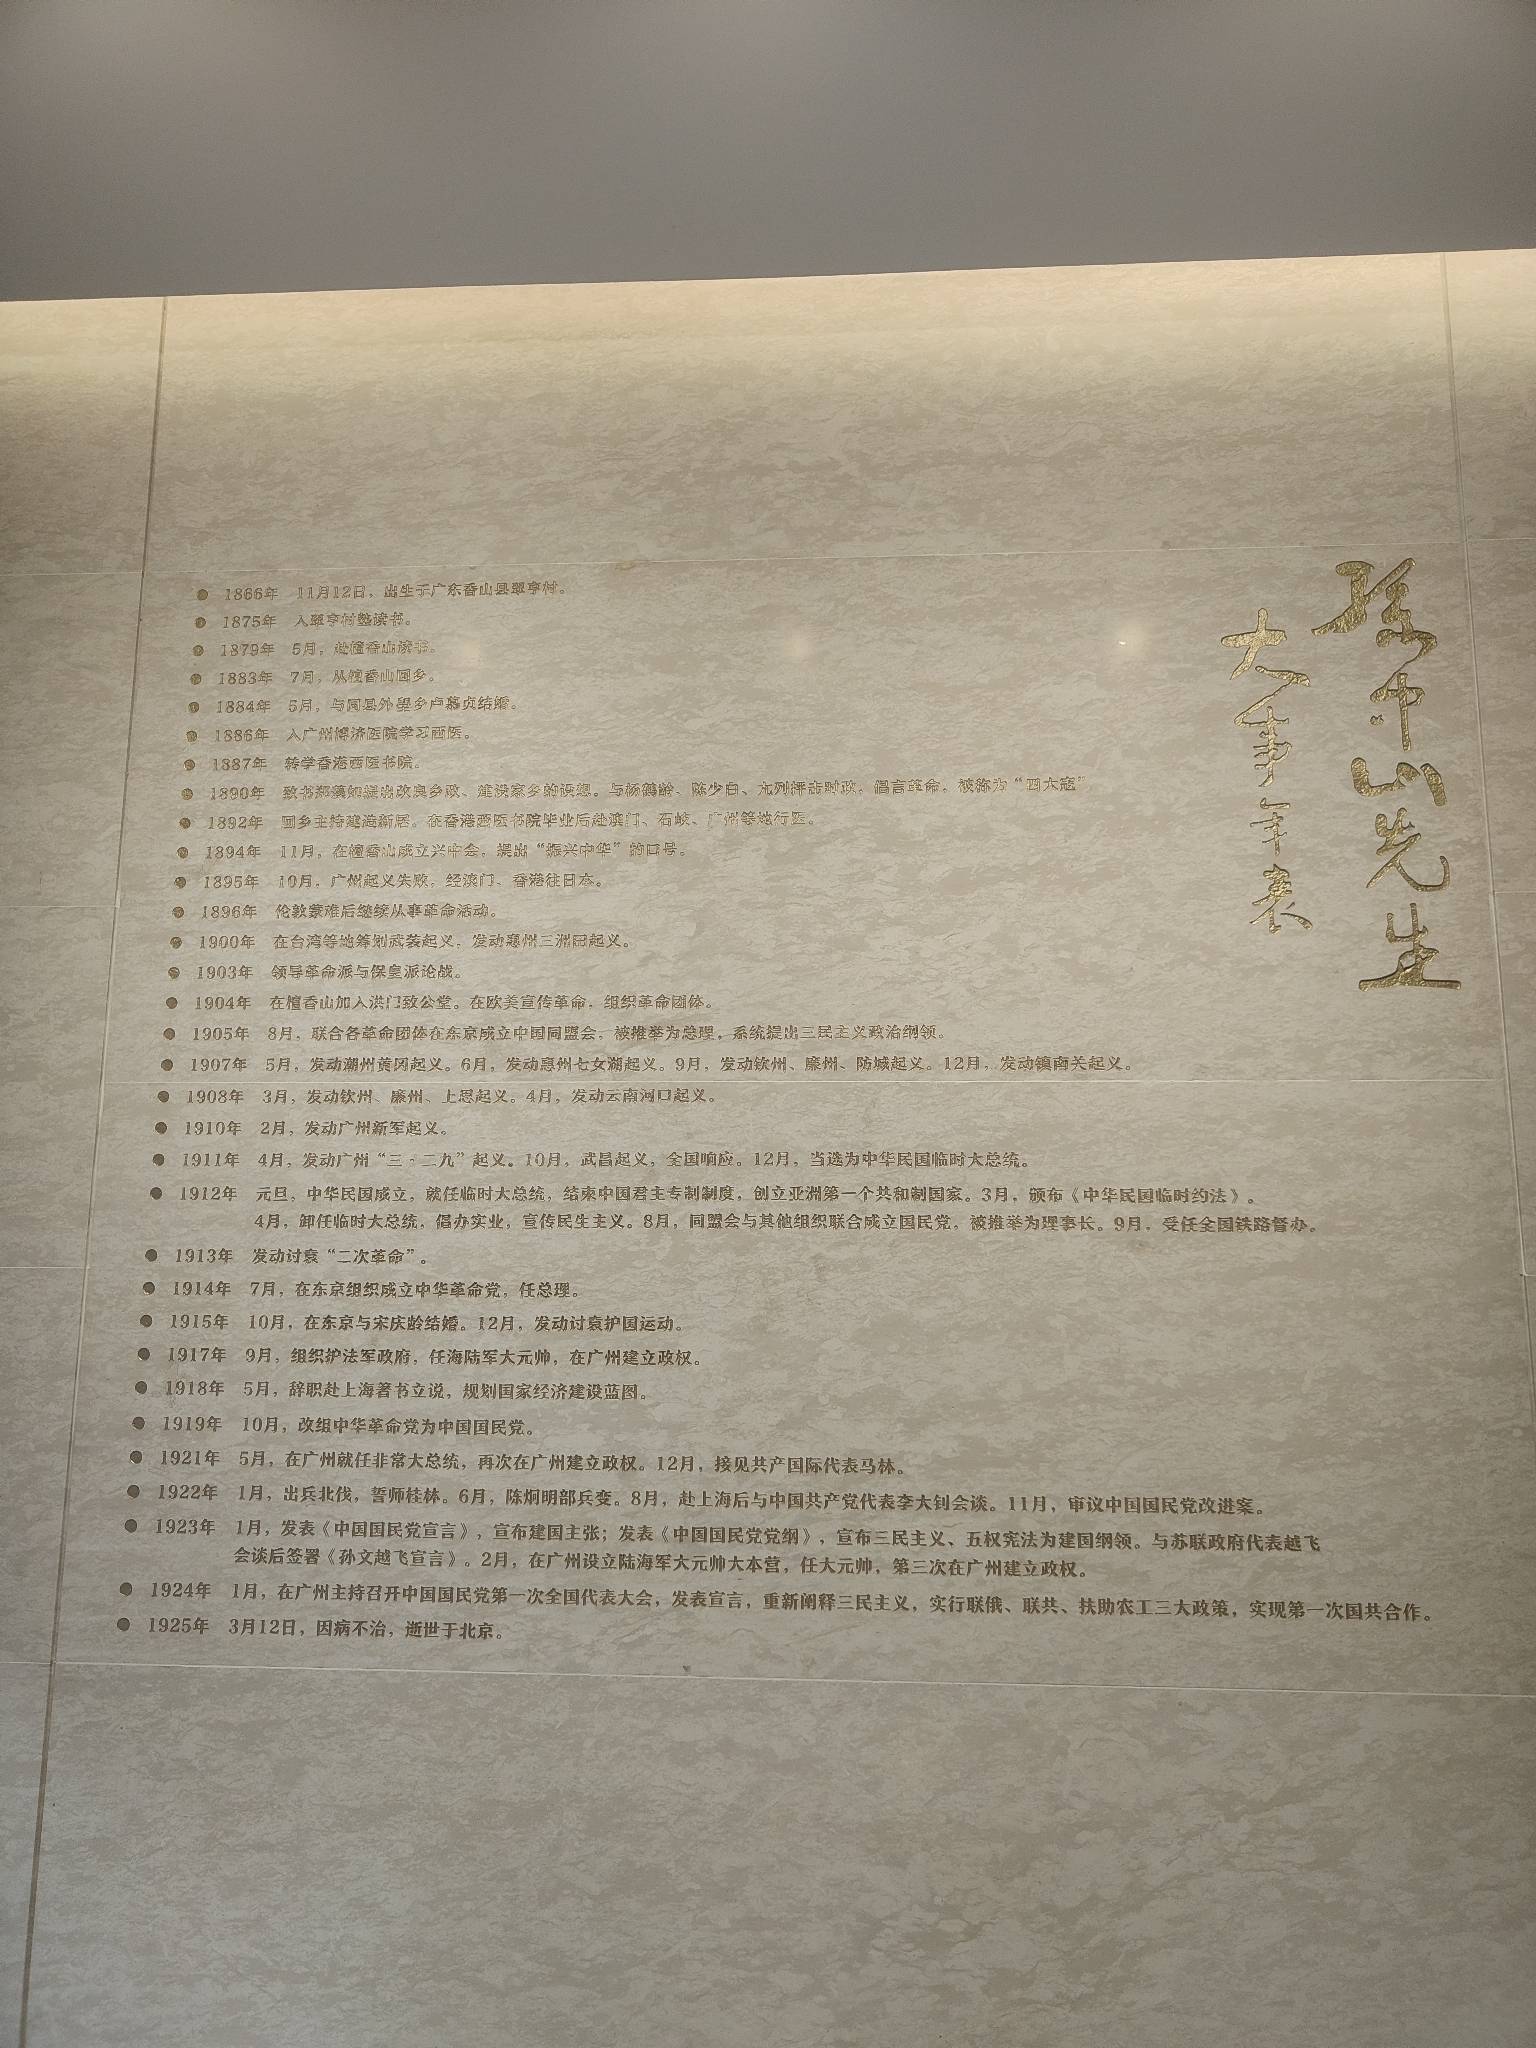 孫中山先生
大事年表
1866年 11月12日，出生于广东香山县翠亨村。
1875年 入翠亨村塾读书。
1879年 5月，赴檀香山读书。
1883年 7月，从檀香山回乡。
1884年 5月，与同县外壆乡卢慕贞结婚。
1886年 入广州博济医院学习西医。
1887年 转学香港西医书院。
1890年 致书郑藻如提出改良乡政、建设家乡的设想。与杨鹤龄、陈少白、尤列抨击时政，倡言革命，被称为“四大寇”
1892年 回乡主持建造新居。在香港西医书院毕业后赴澳门、石岐、广州等地行医。
1894年 11月，在檀香山成立兴中会，提出“振兴中华”的口号。
1895年 10月，广州起义失败，经澳门、香港往日本。
1896年 伦敦蒙难后继续从事革命活动。
1900年 在台湾等地筹划武装起义，发动惠州三洲田起义。
1903年 领导革命派与保皇派论战。
1904年 在檀香山加入洪门致公堂。在欧美宣传革命，组织革命团体。
1905年 8月，联合各革命团体在东京成立中国同盟会，被推举为总理，系统提出三民主义政治纲领。
1907年 5月，发动潮州黄冈起义。6月，发动惠州七女湖起义。9月，发动钦州、廉州、防城起义。12月，发动镇南关起义。
1908年 3月，发动钦州、廉州、上思起义。4月，发动云南河口起义。
1910年 2月，发动广州新军起义。
1911年 4月，发动广州“三·二九”起义。10月，武昌起义，全国响应。12月，当选为中华民国临时大总统。
1912年 元旦，中华民国成立，就任临时大总统，结束中国君主专制制度，创立亚洲第一个共和制国家。3月，颁布《中华民国临时约法》。
4月，卸任临时大总统，倡办实业，宣传民生主义。8月，同盟会与其他组织联合成立国民党，被推举为理事长。9月，受任全国铁路督办。
1913年 发动讨袁“二次革命”。
1914年 7月，在东京组织成立中华革命党，任总理。
1915年 10月，在东京与宋庆龄结婚。12月，发动讨袁护国运动。
1917年 9月，组织护法军政府，任海陆军大元帅，在广州建立政权。
1918年 5月，辞职赴上海著书立说，规划国家经济建设蓝图。
1919年 10月，改组中华革命党为中国国民党。
1921年 5月，在广州就任非常大总统，再次在广州建立政权。12月，接见共产国际代表马林。
1922年 1月，出兵北伐，誓师桂林。6月，陈炯明部兵变。8月，赴上海后与中国共产党代表李大钊会谈。11月，审议中国国民党改进案。
1923年 1月，发表《中国国民党宣言》，宣布建国主张；发表《中国国民党党纲》，宣布三民主义、五权宪法为建国纲领。与苏联政府代表越飞
会谈后签署《孙文越飞宣言》。2月，在广州设立陆海军大元帅大本营，任大元帅，第三次在广州建立政权。
1924年 1月，在广州主持召开中国国民党第一次全国代表大会，发表宣言，重新阐释三民主义，实行联俄、联共、扶助农工三大政策，实现第一次国共合作。
1925年 3月12日，因病不治，逝世于北京。